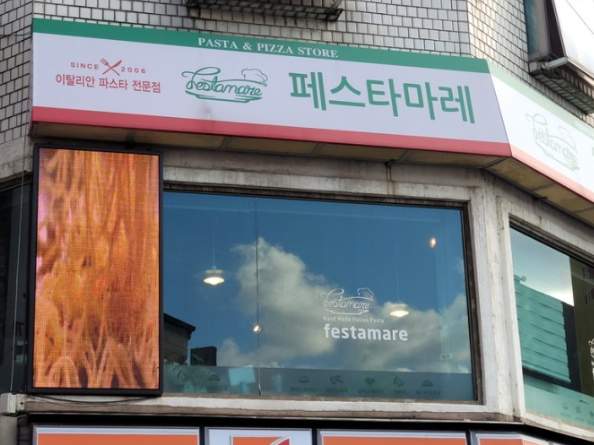 PASTA & PIZZA STORE
SINCE 2006
이탈리안 파스타 전문점
festamare
페스타마레
festamare
festamare
Hand Made Italian Pasta
festamare